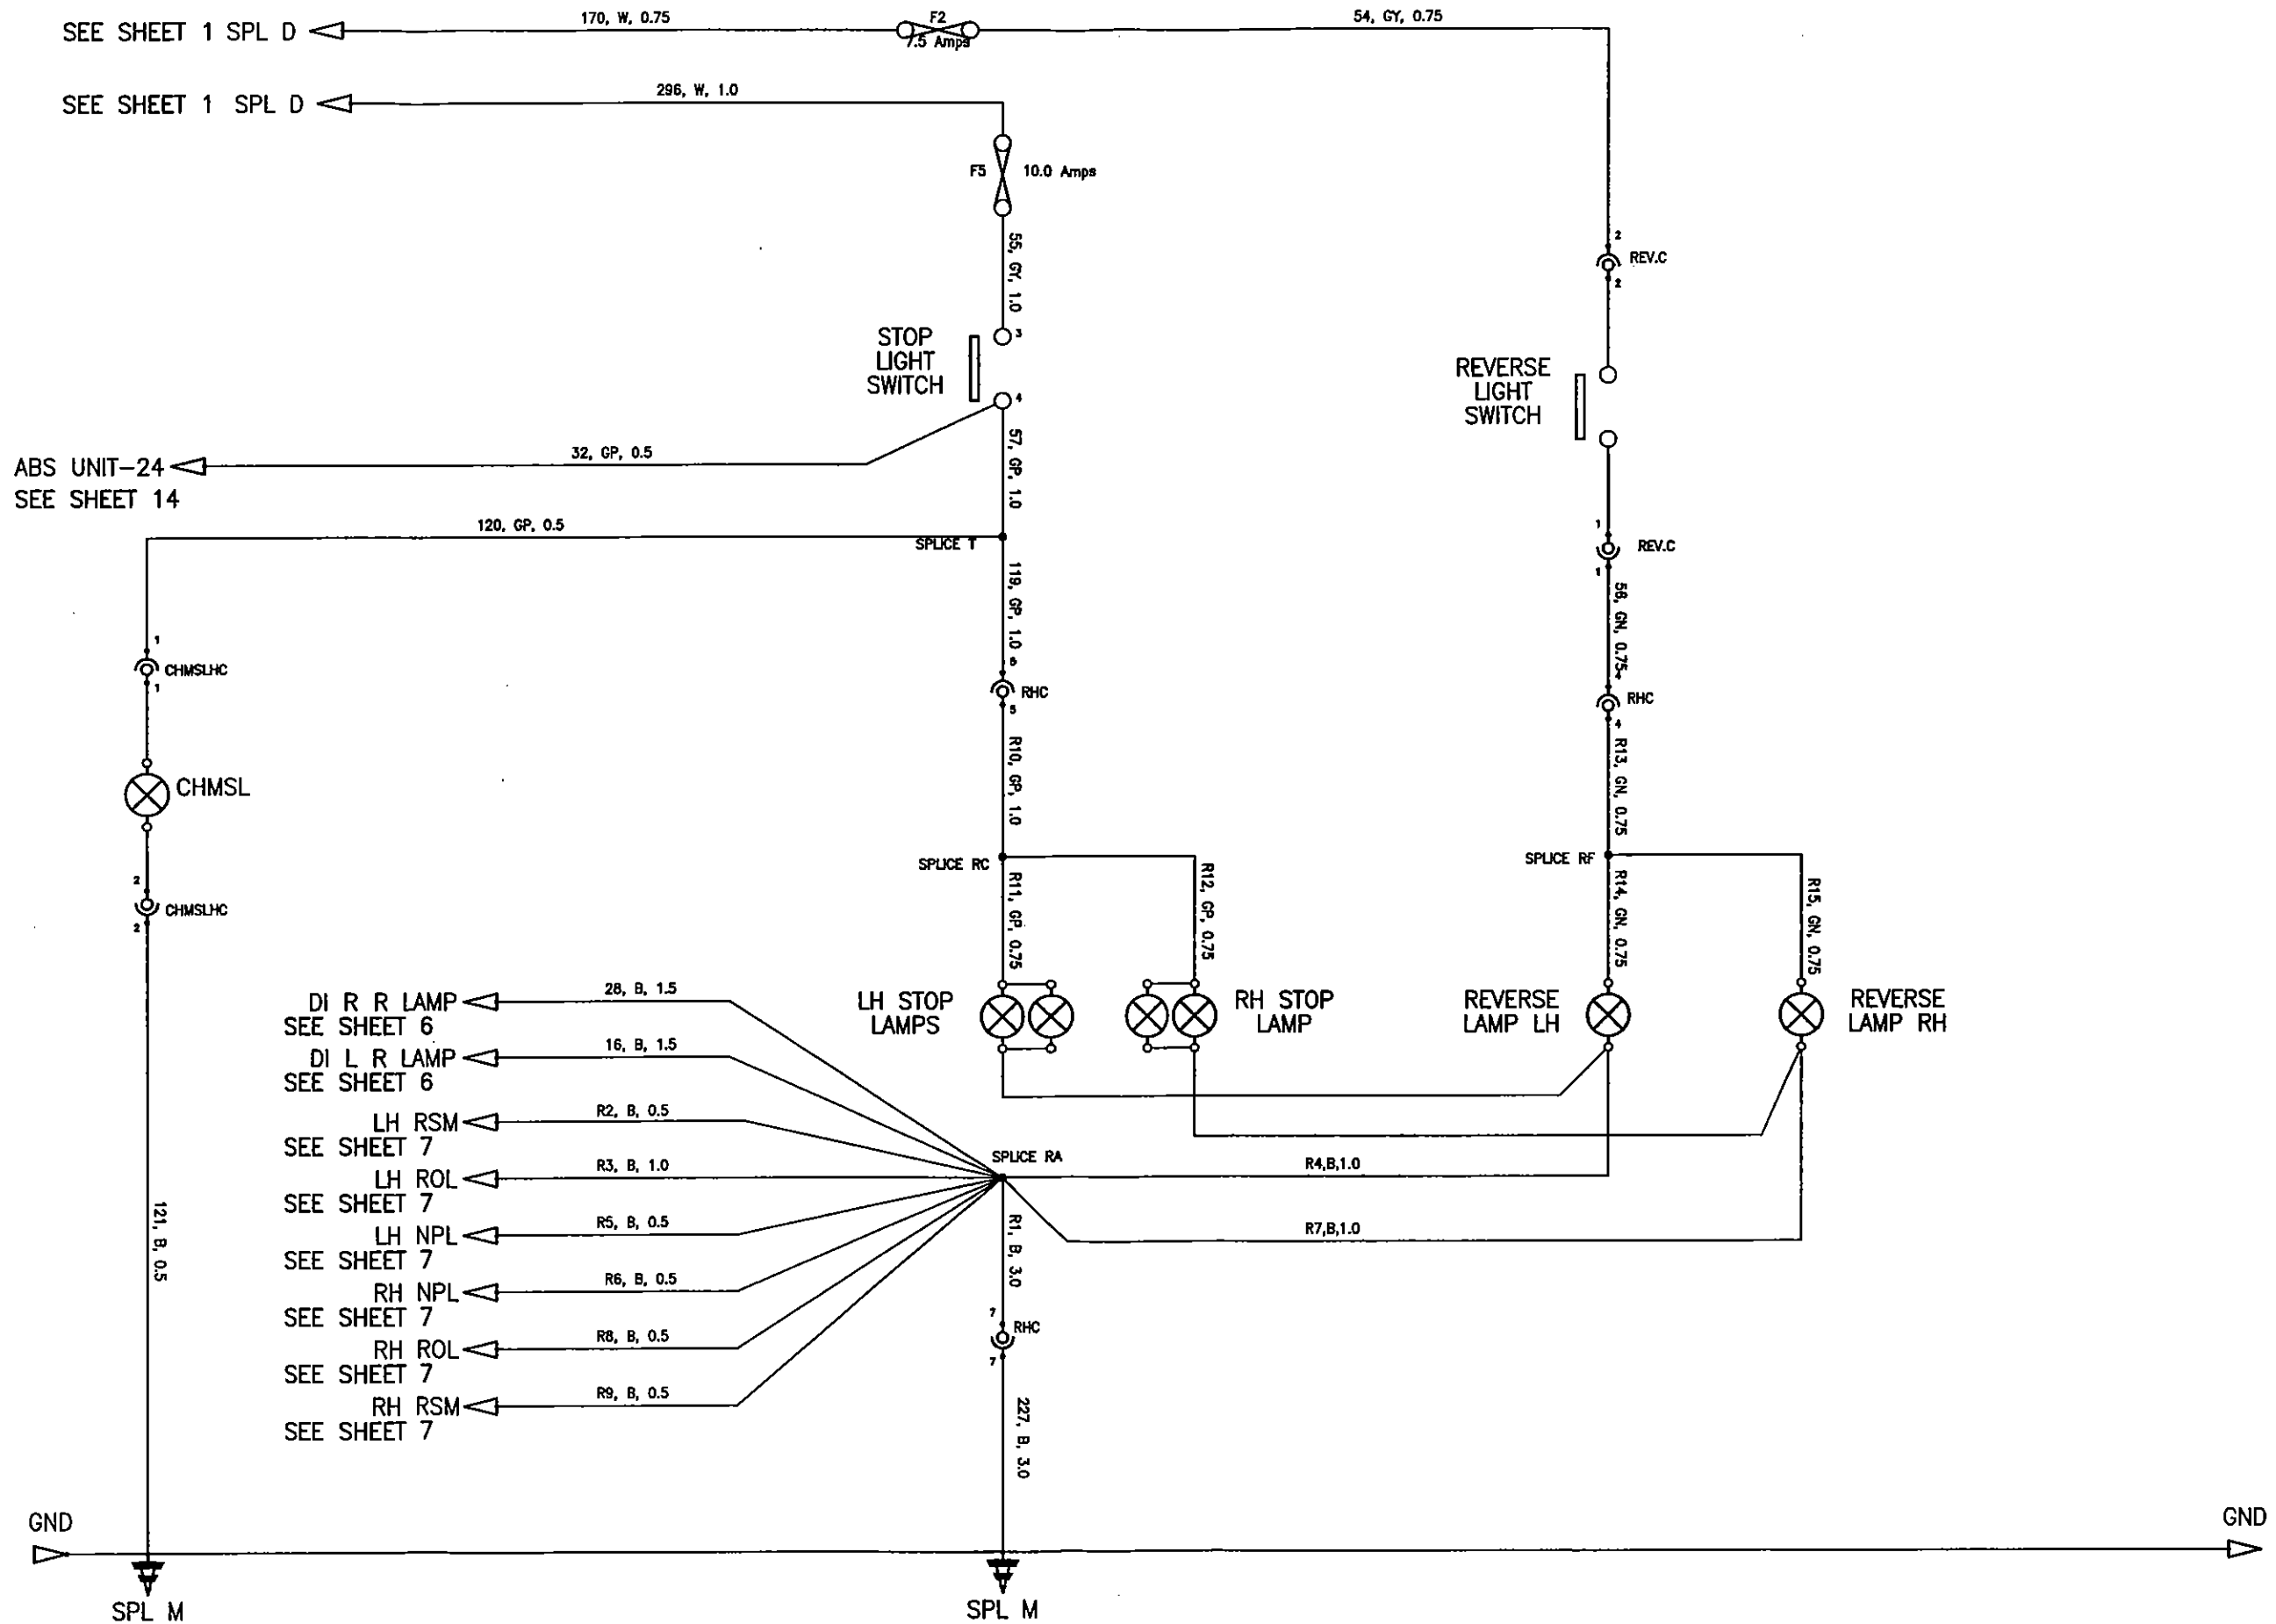 170, W, 0.75
F2
54, GY, 0.75
SEE SHEET 1 SPL D
7.5 Amps
296, W, 1.0
SEE SHEET 1 SPL D
F5
10.0 Amps
55, GY, 1.0
2
REV.C
2
3
STOP
LIGHT
SWITCH
4
REVERSE
LIGHT
SWITCH
57, GP, 1.0
32, GP, 0.5
ABS UNIT-24
SEE SHEET 14
120, GP, 0.5
SPLICE T
1
REV.C
1
119, GP, 1.0
56, GN, 0.75
1
CHMSLHC
1
6
RHC
5
4
RHC
4
CHMSL
R10, GP, 1.0
R13, GN, 0.75
SPLICE RC
SPLICE RF
2
CHMSLHC
2
R11, GP, 0.75
R12, GP, 0.75
R14, GN, 0.75
R15, GN, 0.75
DI R R LAMP
28, B, 1.5
SEE SHEET 6
LH STOP
LAMPS
RH STOP
LAMP
REVERSE
LAMP LH
REVERSE
LAMP RH
DI L R LAMP
16, B, 1.5
SEE SHEET 6
LH RSM
R2, B, 0.5
SEE SHEET 7
SPLICE RA
LH ROL
R3, B, 1.0
R4,B,1.0
SEE SHEET 7
LH NPL
R5, B, 0.5
R7,B,1.0
SEE SHEET 7
121, B, 0.5
R1, B, 3.0
RH NPL
R6, B, 0.5
SEE SHEET 7
7
RHC
7
RH ROL
R8, B, 0.5
SEE SHEET 7
RH RSM
R9, B, 0.5
SEE SHEET 7
227, B, 3.0
GND
GND
SPL M
SPL M